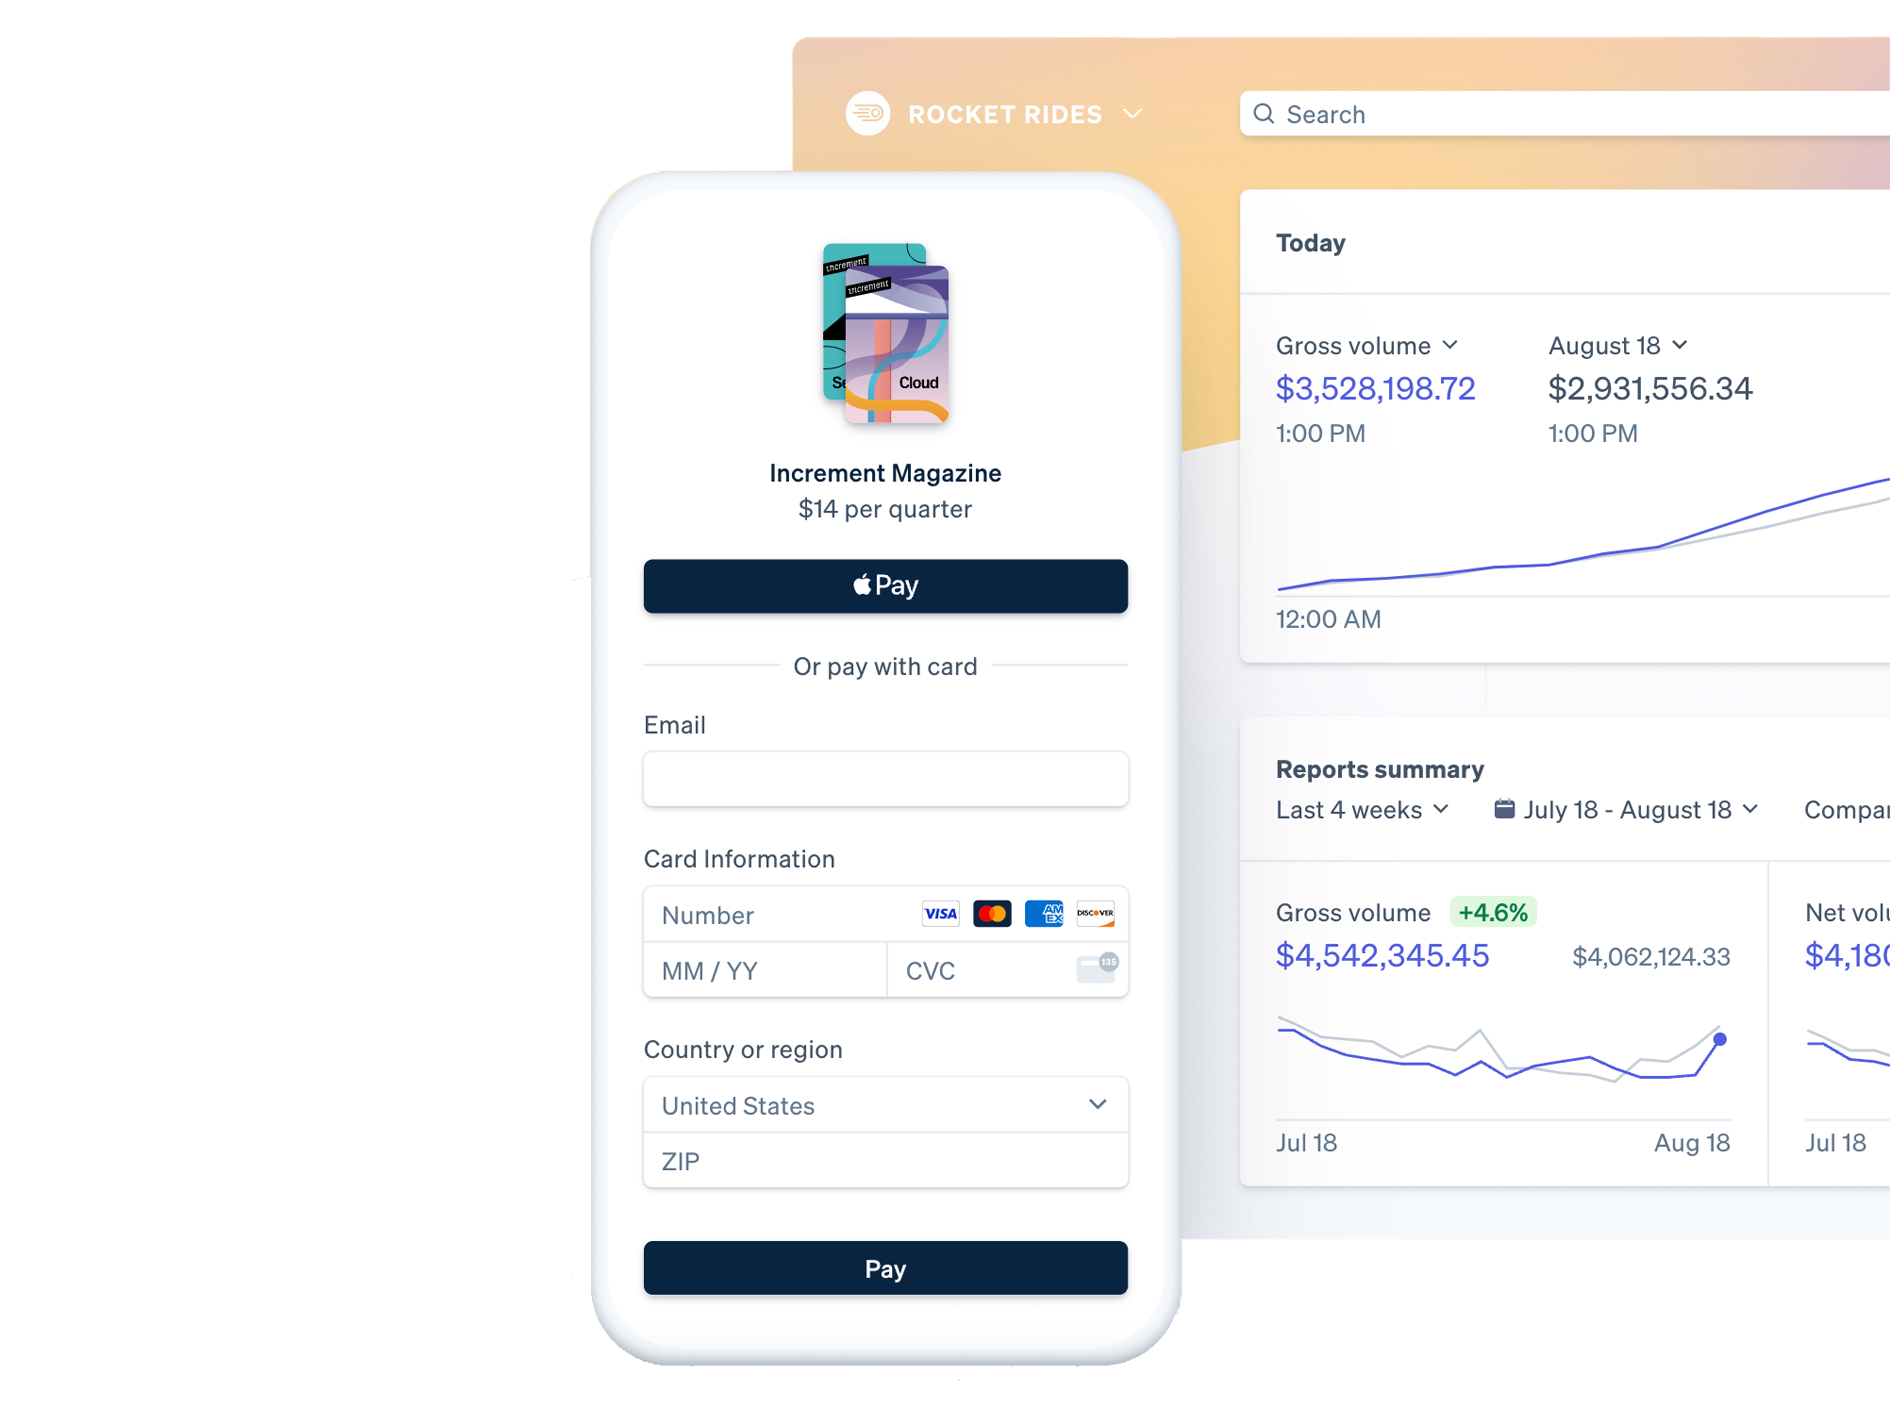 ROCKET RIDES
Search
increment
increment
Se
Cloud
Increment Magazine
$14 per quarter
Pay
Or pay with card
Email
Card Information
Number
VISA
AM
EX
DISCOVER
MM / YY
CVC
135
Country or region
United States
ZIP
Pay
Today
Gross volume
August 18
$3,528,198.72
$2,931,556.34
1:00 PM
1:00 PM
12:00 AM
Reports summary
Last 4 weeks
July 18 - August 18
Compar
Gross volume
+4.6%
$4,542,345.45
$4,062,124.33
Jul 18
Aug 18
Net volu
$4,180
Jul 18